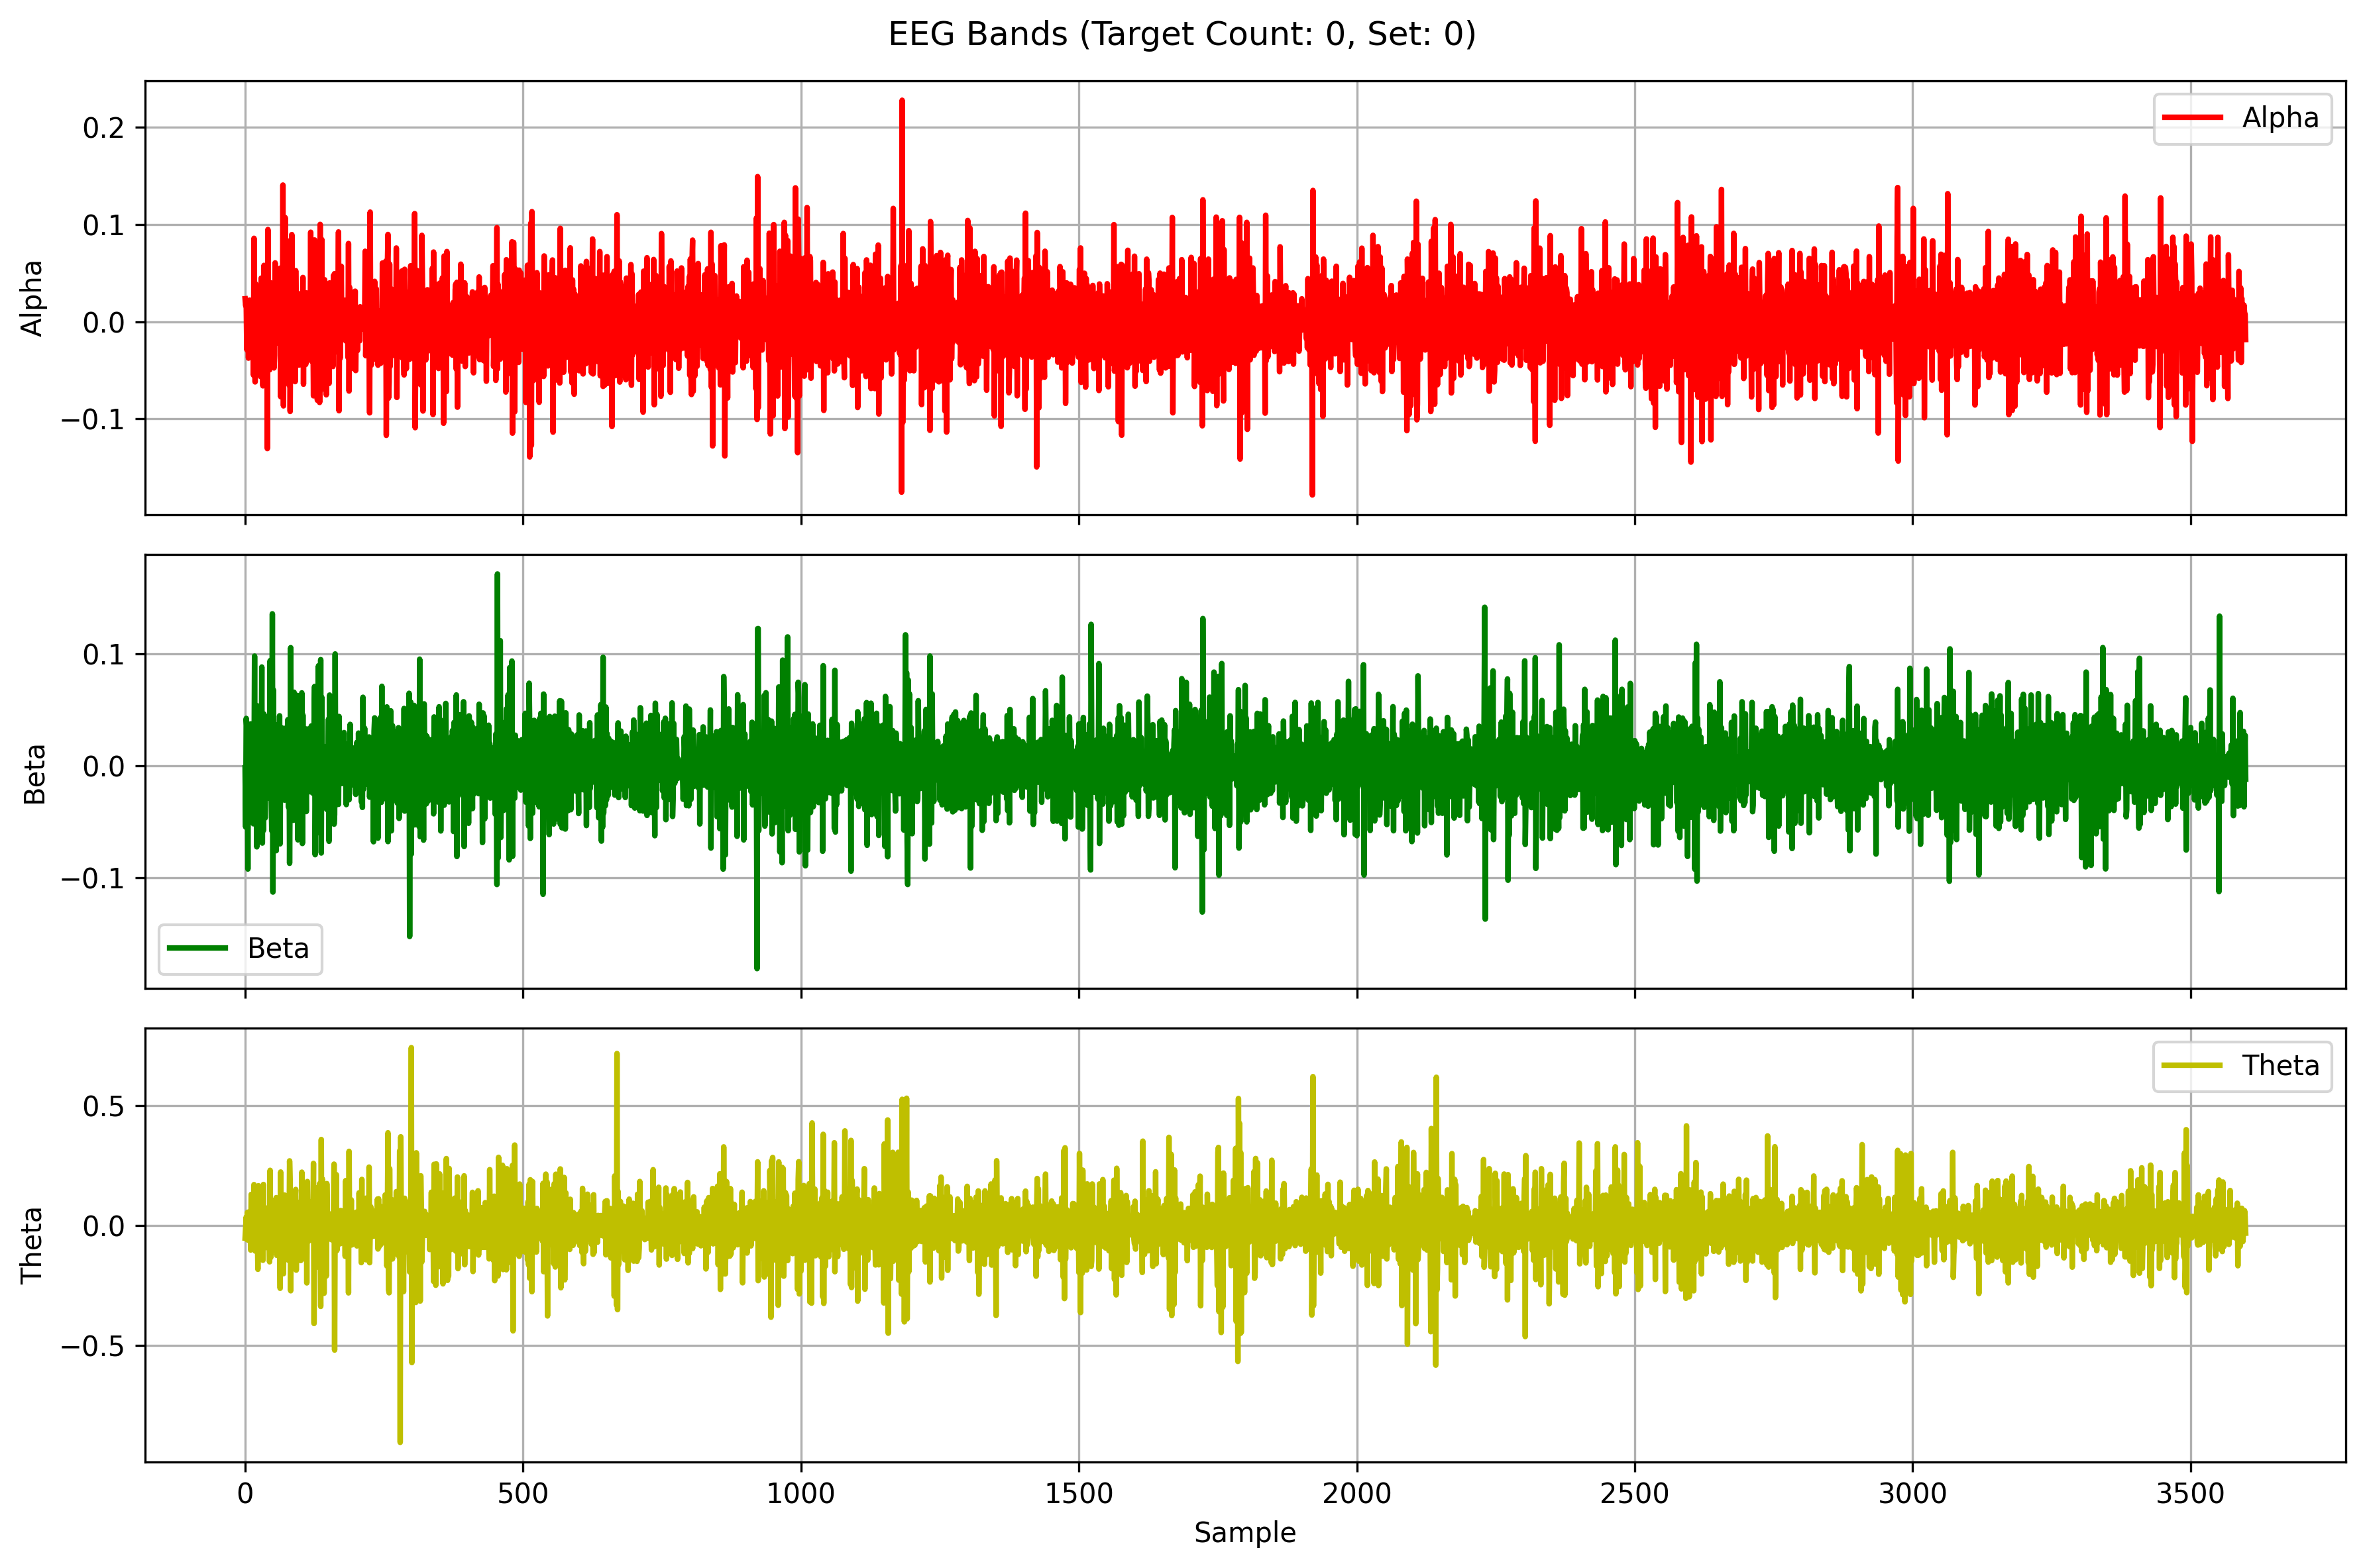 EEG Bands (Target Count: 0, Set: 0)
Alpha
0.2
0.1
0.0
−0.1
Alpha
Beta
0.1
0.0
−0.1
Beta
Theta
0.5
0.0
−0.5
Theta
0 500 1000 1500 2000 2500 3000 3500
Sample